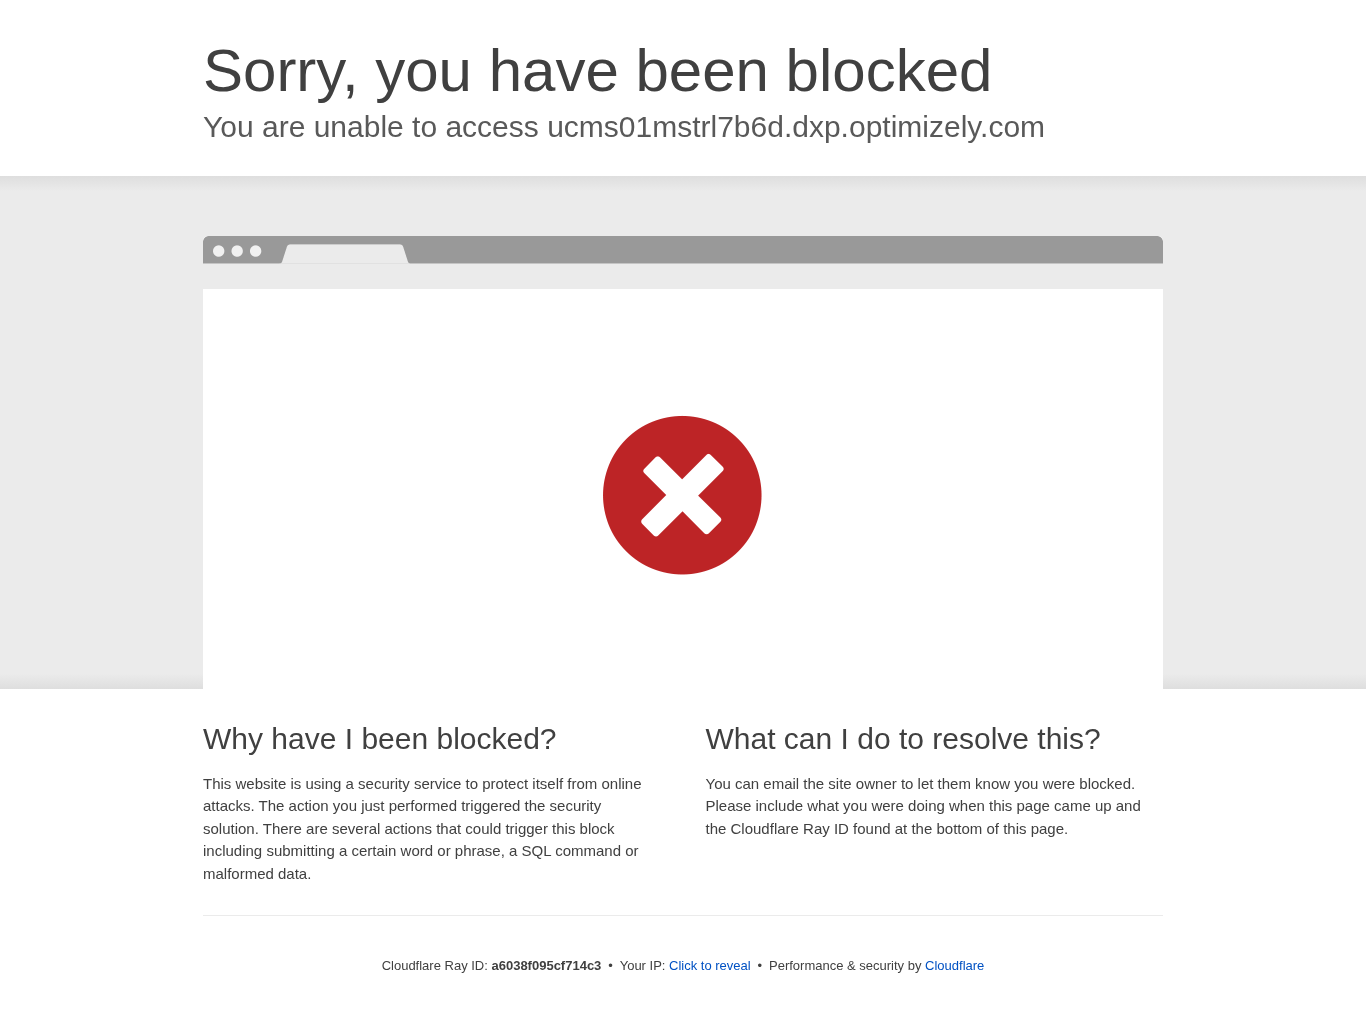 Sorry, you have been blocked
You are unable to access ucms01mstrl7b6d.dxp.optimizely.com
Why have I been blocked?
This website is using a security service to protect itself from online
attacks. The action you just performed triggered the security
solution. There are several actions that could trigger this block
including submitting a certain word or phrase, a SQL command or
malformed data.
What can I do to resolve this?
You can email the site owner to let them know you were blocked.
Please include what you were doing when this page came up and
the Cloudflare Ray ID found at the bottom of this page.
Cloudflare Ray ID: a6038f095cf714c3 • Your IP: Click to reveal • Performance & security by Cloudflare